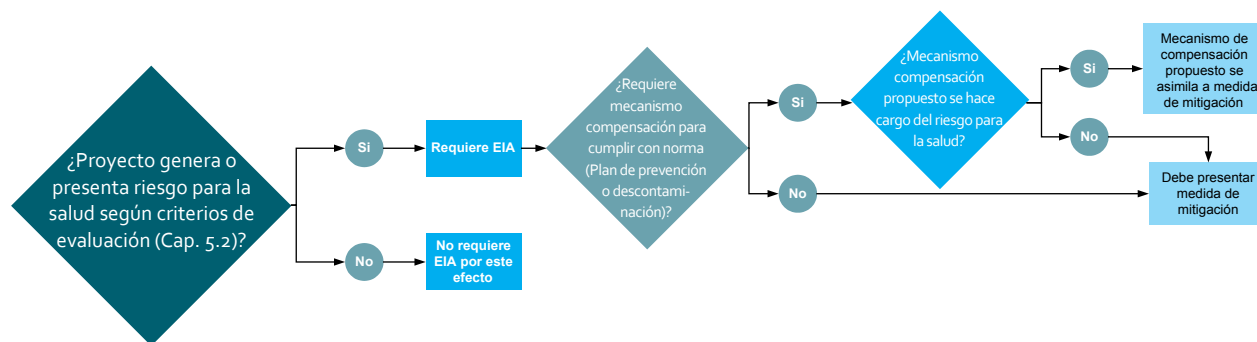 ¿Proyecto genera o
presenta riesgo para la
salud según criterios de
evaluación (Cap. 5.2)?
Si
Requiere EIA
No
No requiere
EIA por este
efecto
¿Requiere
mecanismo
compensación para
cumplir con norma
(Plan de prevención
o descontami-
nación)?
Si
No
¿Mecanismo
compensación
propuesto se hace
cargo del riesgo para
la salud?
Si
Mecanismo de
compensación
propuesto se
asimila a medida
de mitigación
No
Debe presentar
medida de
mitigación